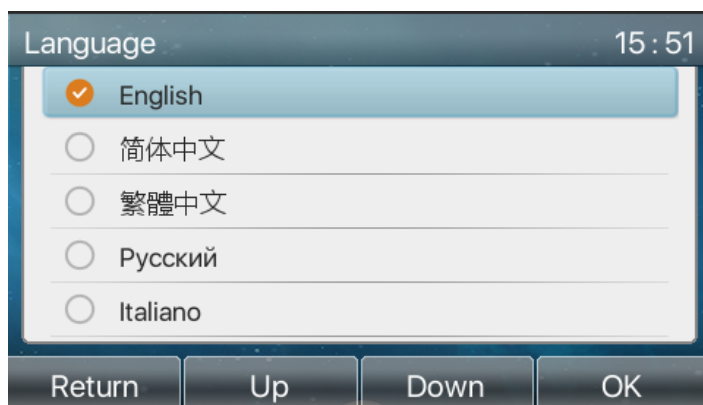 Language 15:51
English
简体中文
繁體中文
Русский
Italiano
Return Up Down OK